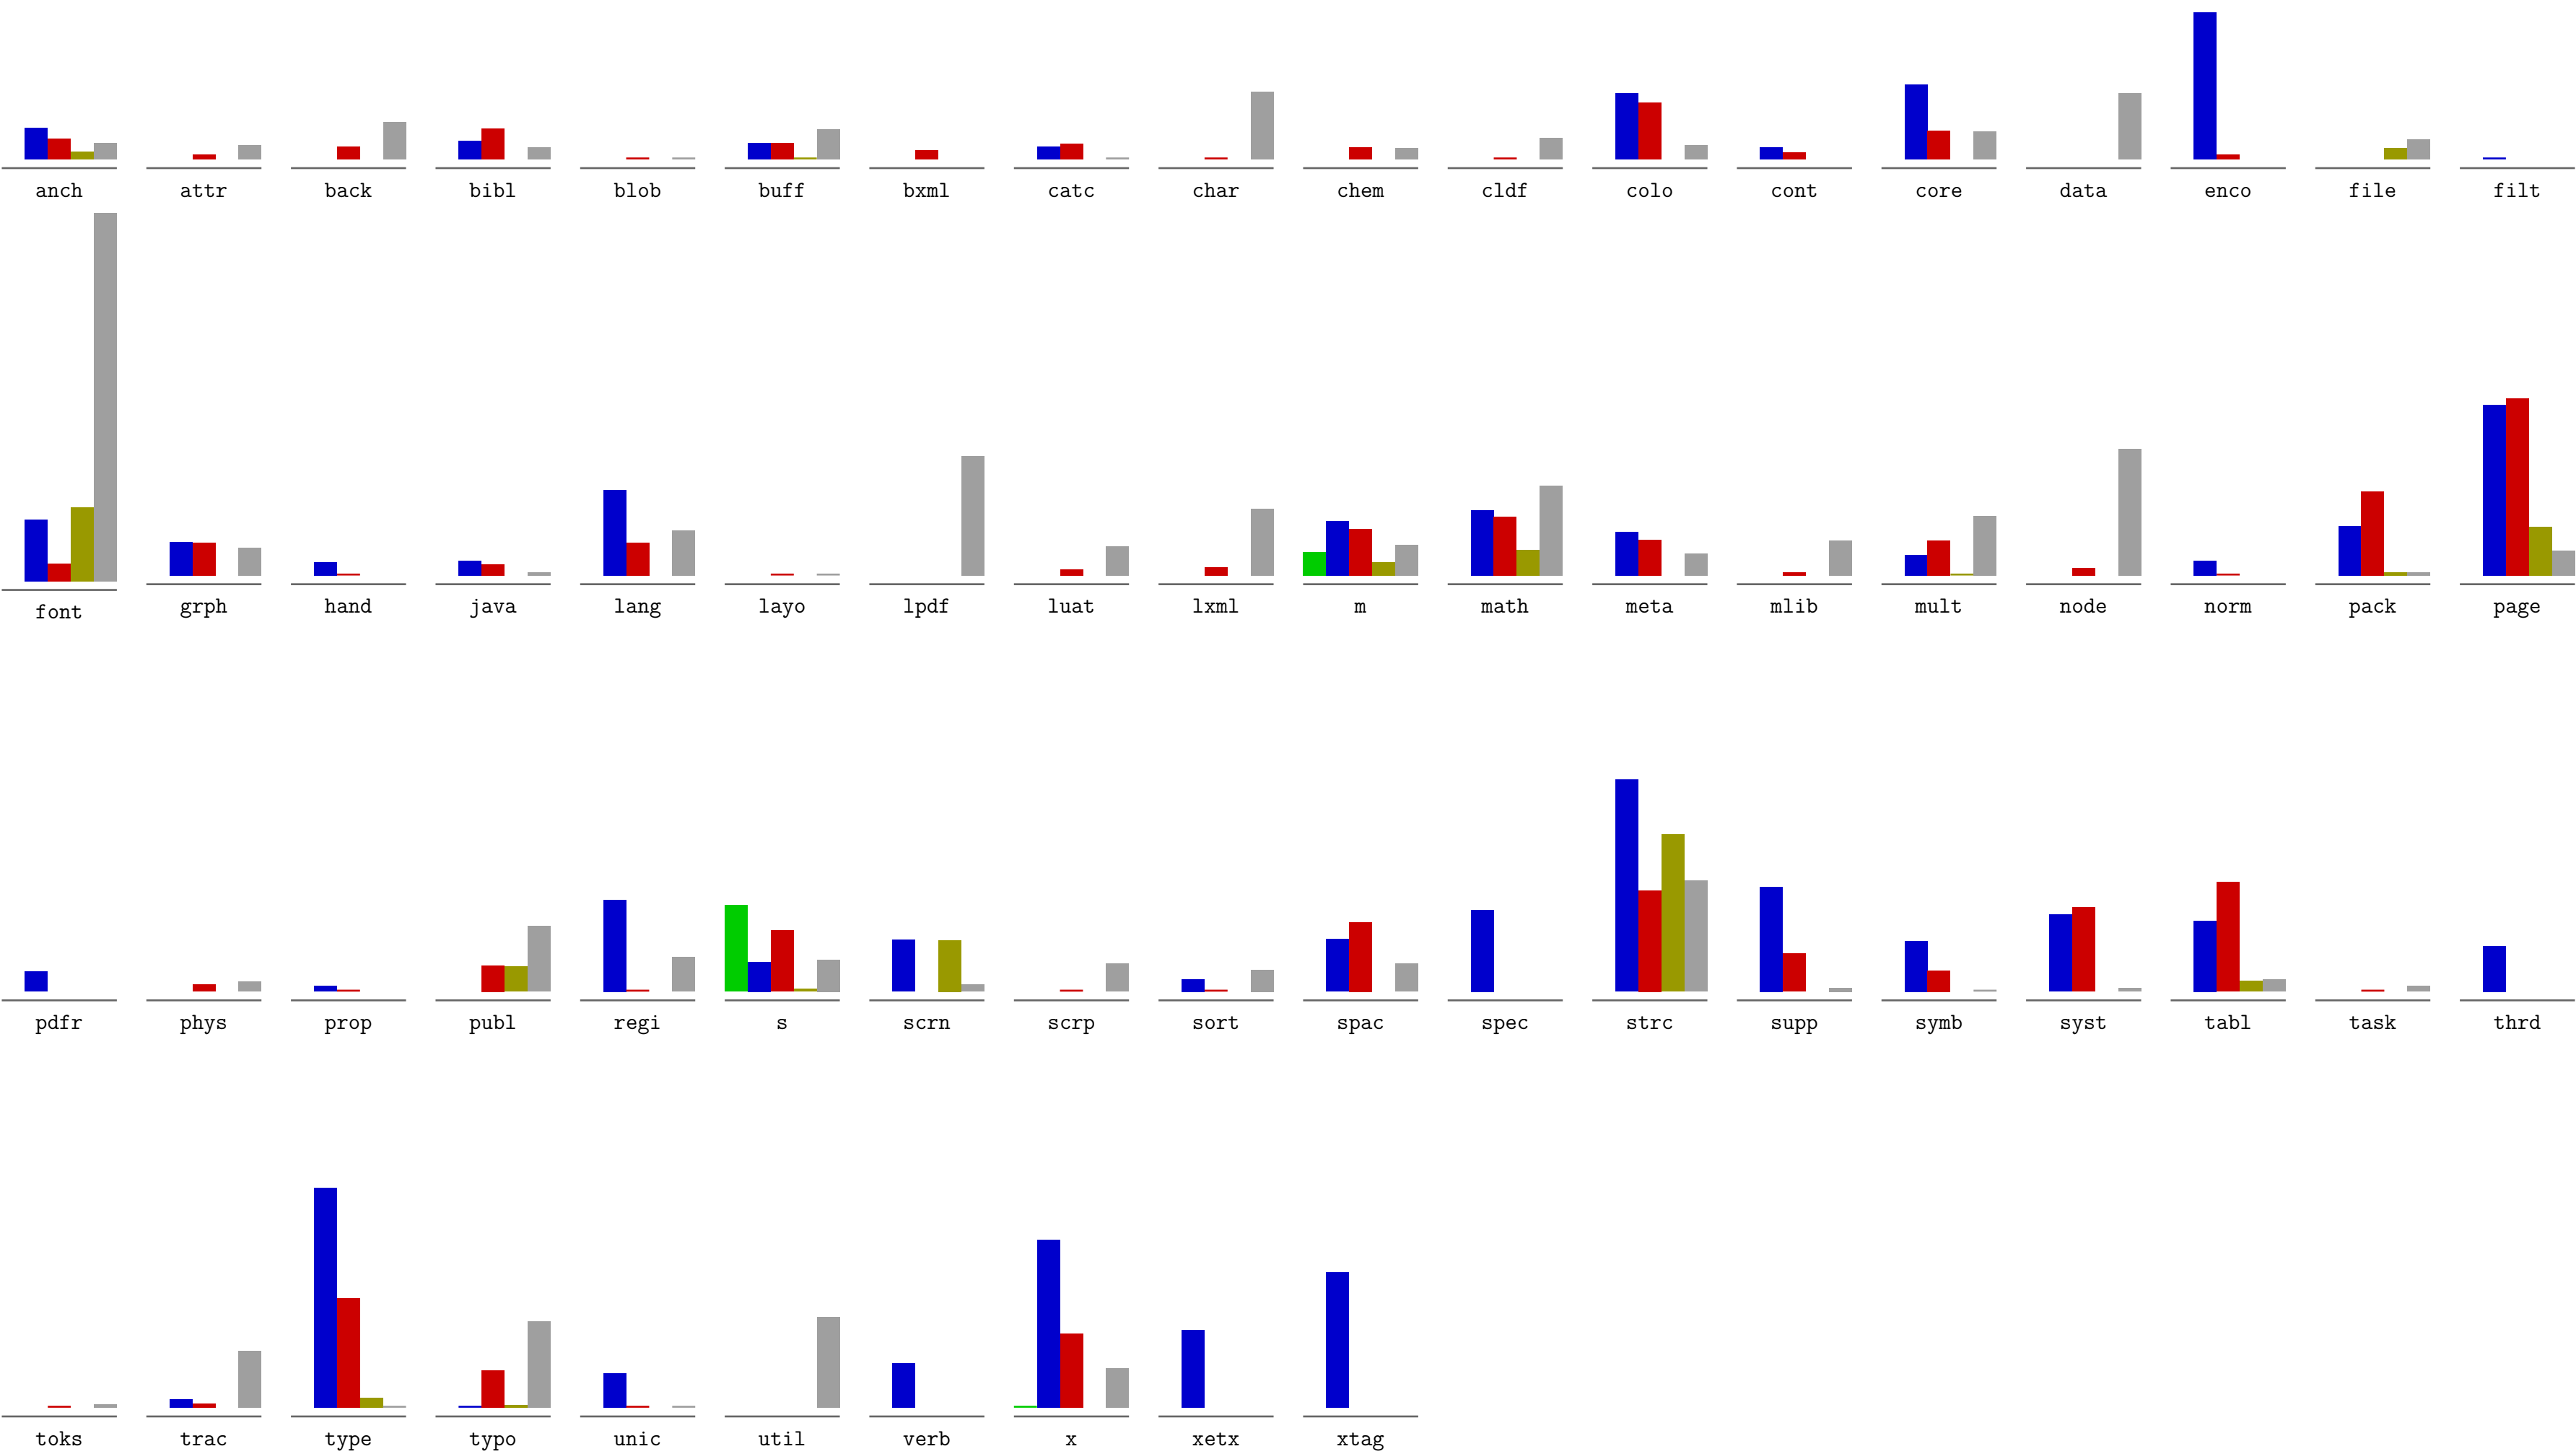 anch attr back bibl blob buff bxml catc char chem cldf colo cont core data enco file filt
font grph hand java lang layo lpdf luat lxml m math meta mlib mult node norm pack page
pdfr phys prop publ regi s scrn scrp sort spac spec strc supp symb syst tabl task thrd
toks trac type typo unic util verb x xetx xtag